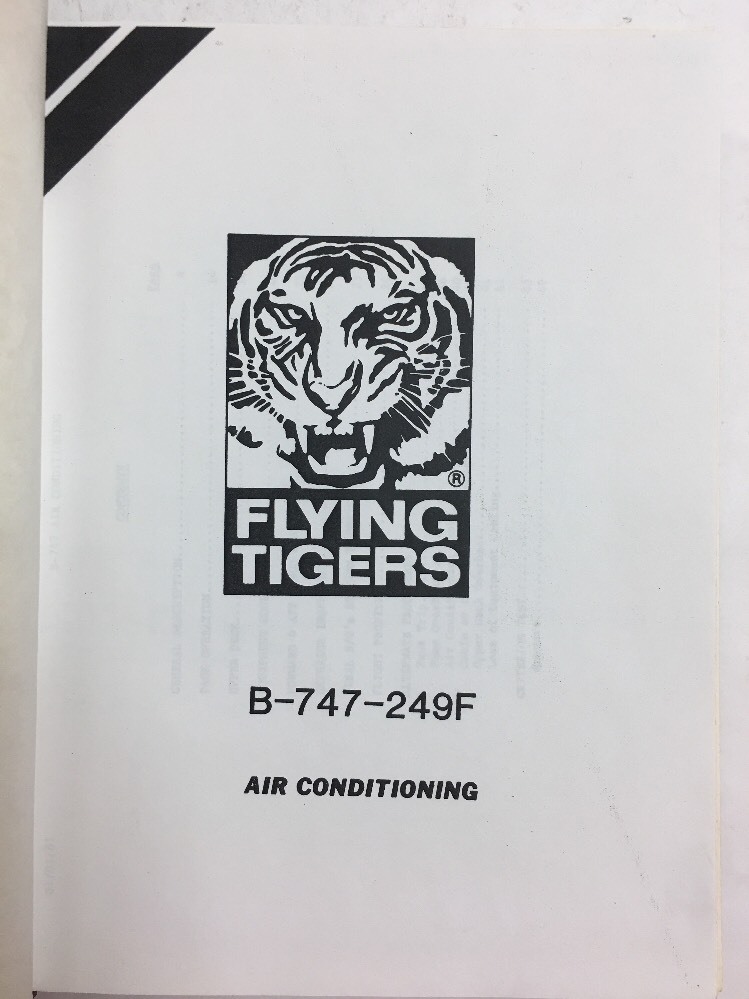 ®
FLYING
TIGERS
B-747-249F
AIR CONDITIONING